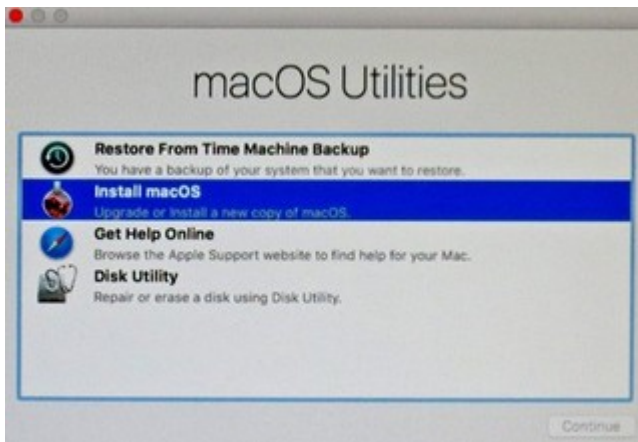 macOS Utilities
Restore From Time Machine Backup
You have a backup of your system that you want to restore.
Install macOS
Upgrade or Install a new copy of macOS.
Get Help Online
Browse the Apple Support website to find help for your Mac.
Disk Utility
Repair or erase a disk using Disk Utility.
Continue